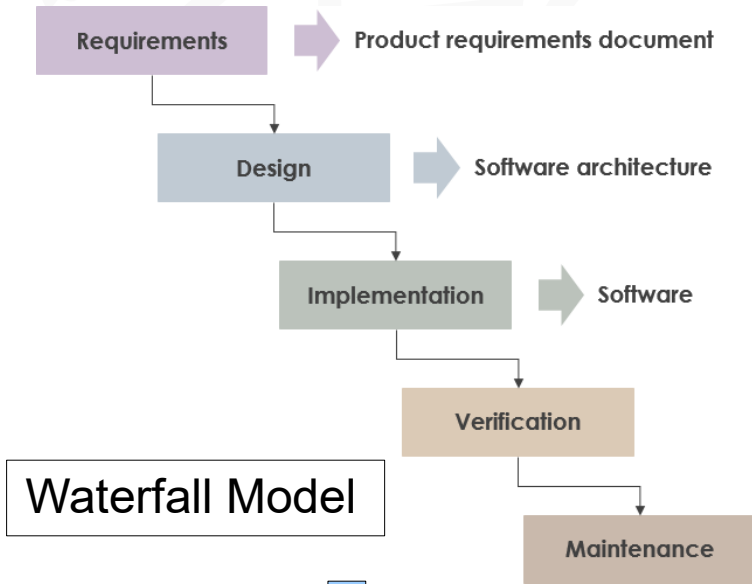 Requirements
Product requirements document
Design
Software architecture
Implementation
Software
Verification
Waterfall Model
Maintenance